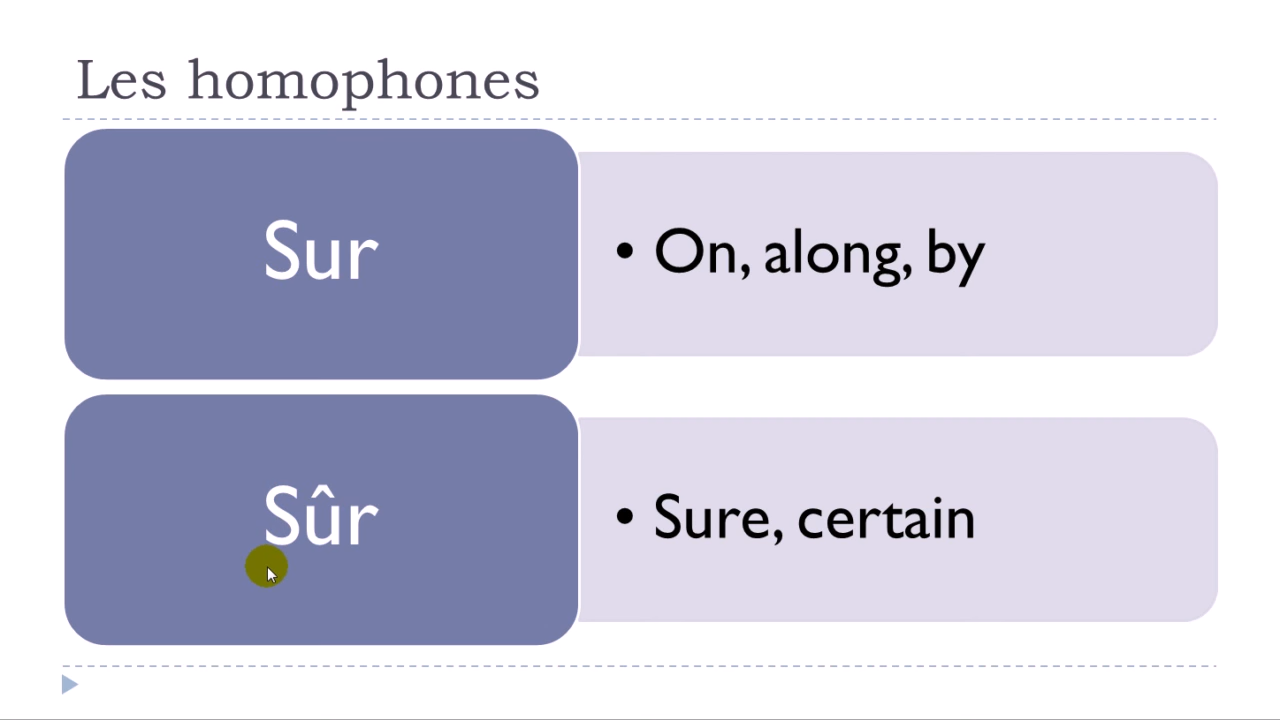 Les homophones
Sur
• On, along, by
Sûr
• Sure, certain